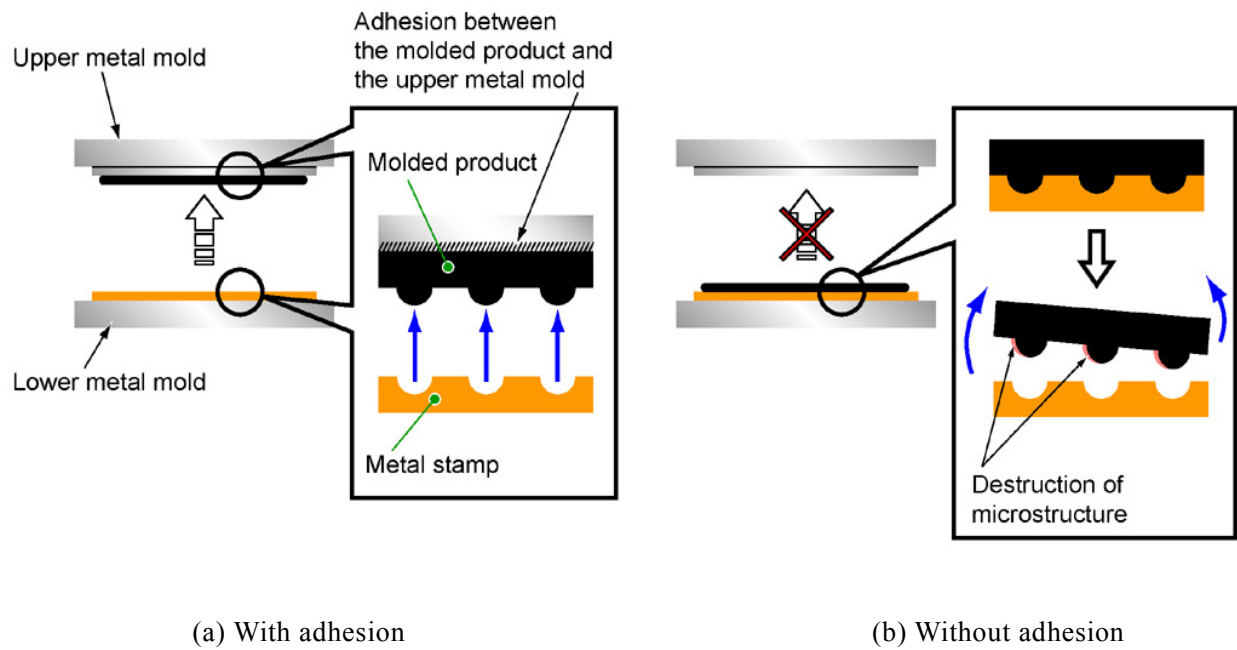 Adhesion between
the molded product and
the upper metal mold
Upper metal mold
Molded product
Lower metal mold
Metal stamp
Destruction of
microstructure
(a) With adhesion
(b) Without adhesion